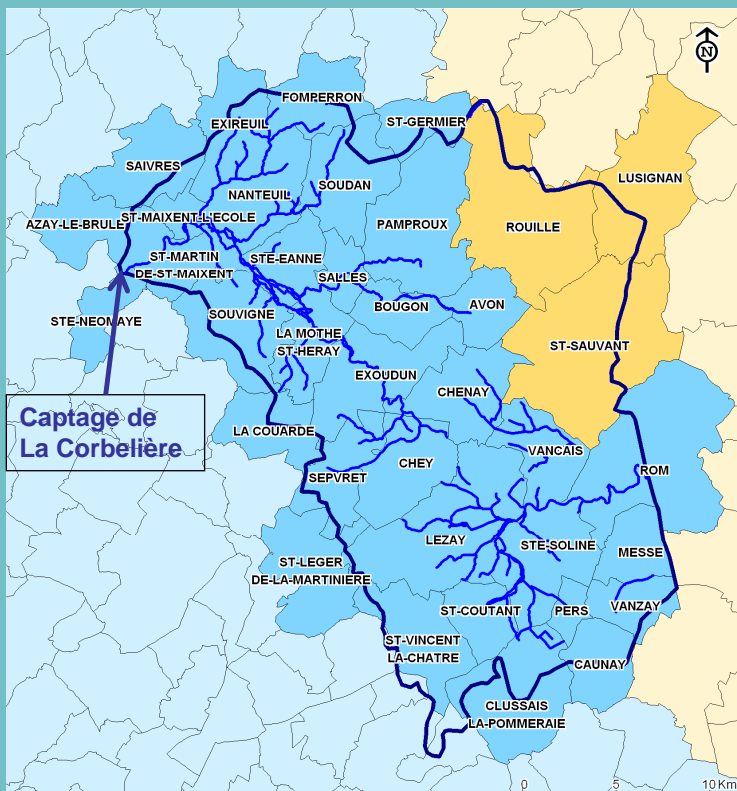 N
FOMPERRON
EXIREUIL
ST-GERMIER
SAIVRES
LUSIGNAN
SOUDAN
NANTEUIL
AZAY-LE-BRULE
ST-MAIXENT-L'ECOLE
PAMPROUX
ROUILLE
ST-MARTIN
DE-ST-MAIXENT
STE-EANNE
SALLES
BOUGON
AVON
STE-NEOMAYE
SOUVIGNE
LA MOTHE
ST-HERAY
ST-SAUVANT
EXOUDUN
CHENAY
Captage de
La Corbelière
LA COUARDE
VANCAIS
CHEY
SEPVRET
ROM
LEZAY
STE-SOLINE
MESSE
ST-LEGER
DE-LA-MARTINIERE
ST-COUTANT
PERS
VANZAY
ST-VINCENT
LA-CHATRE
CAUNAY
CLUSSAIS
LA-POMMERAIE
0 5 10 Km